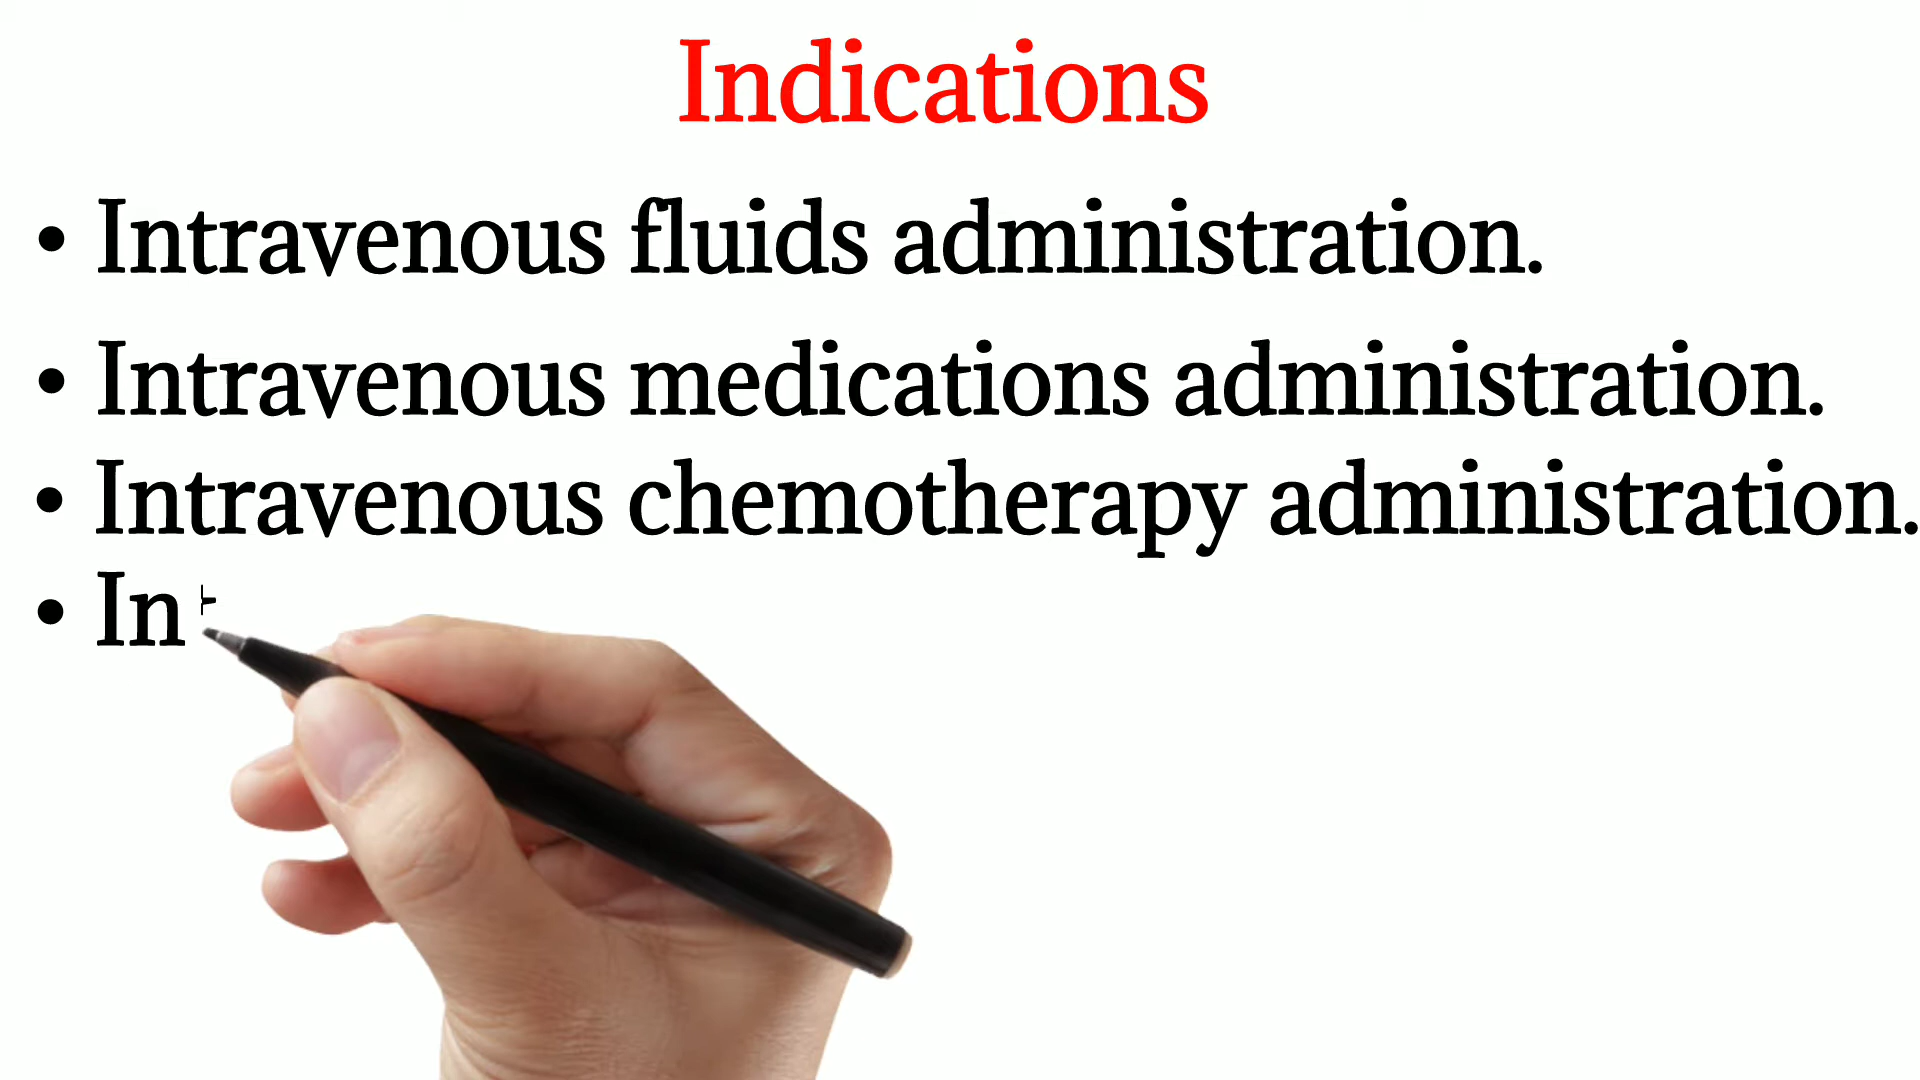 Indications
• Intravenous fluids administration.
• Intravenous medications administration.
• Intravenous chemotherapy administration.
• In